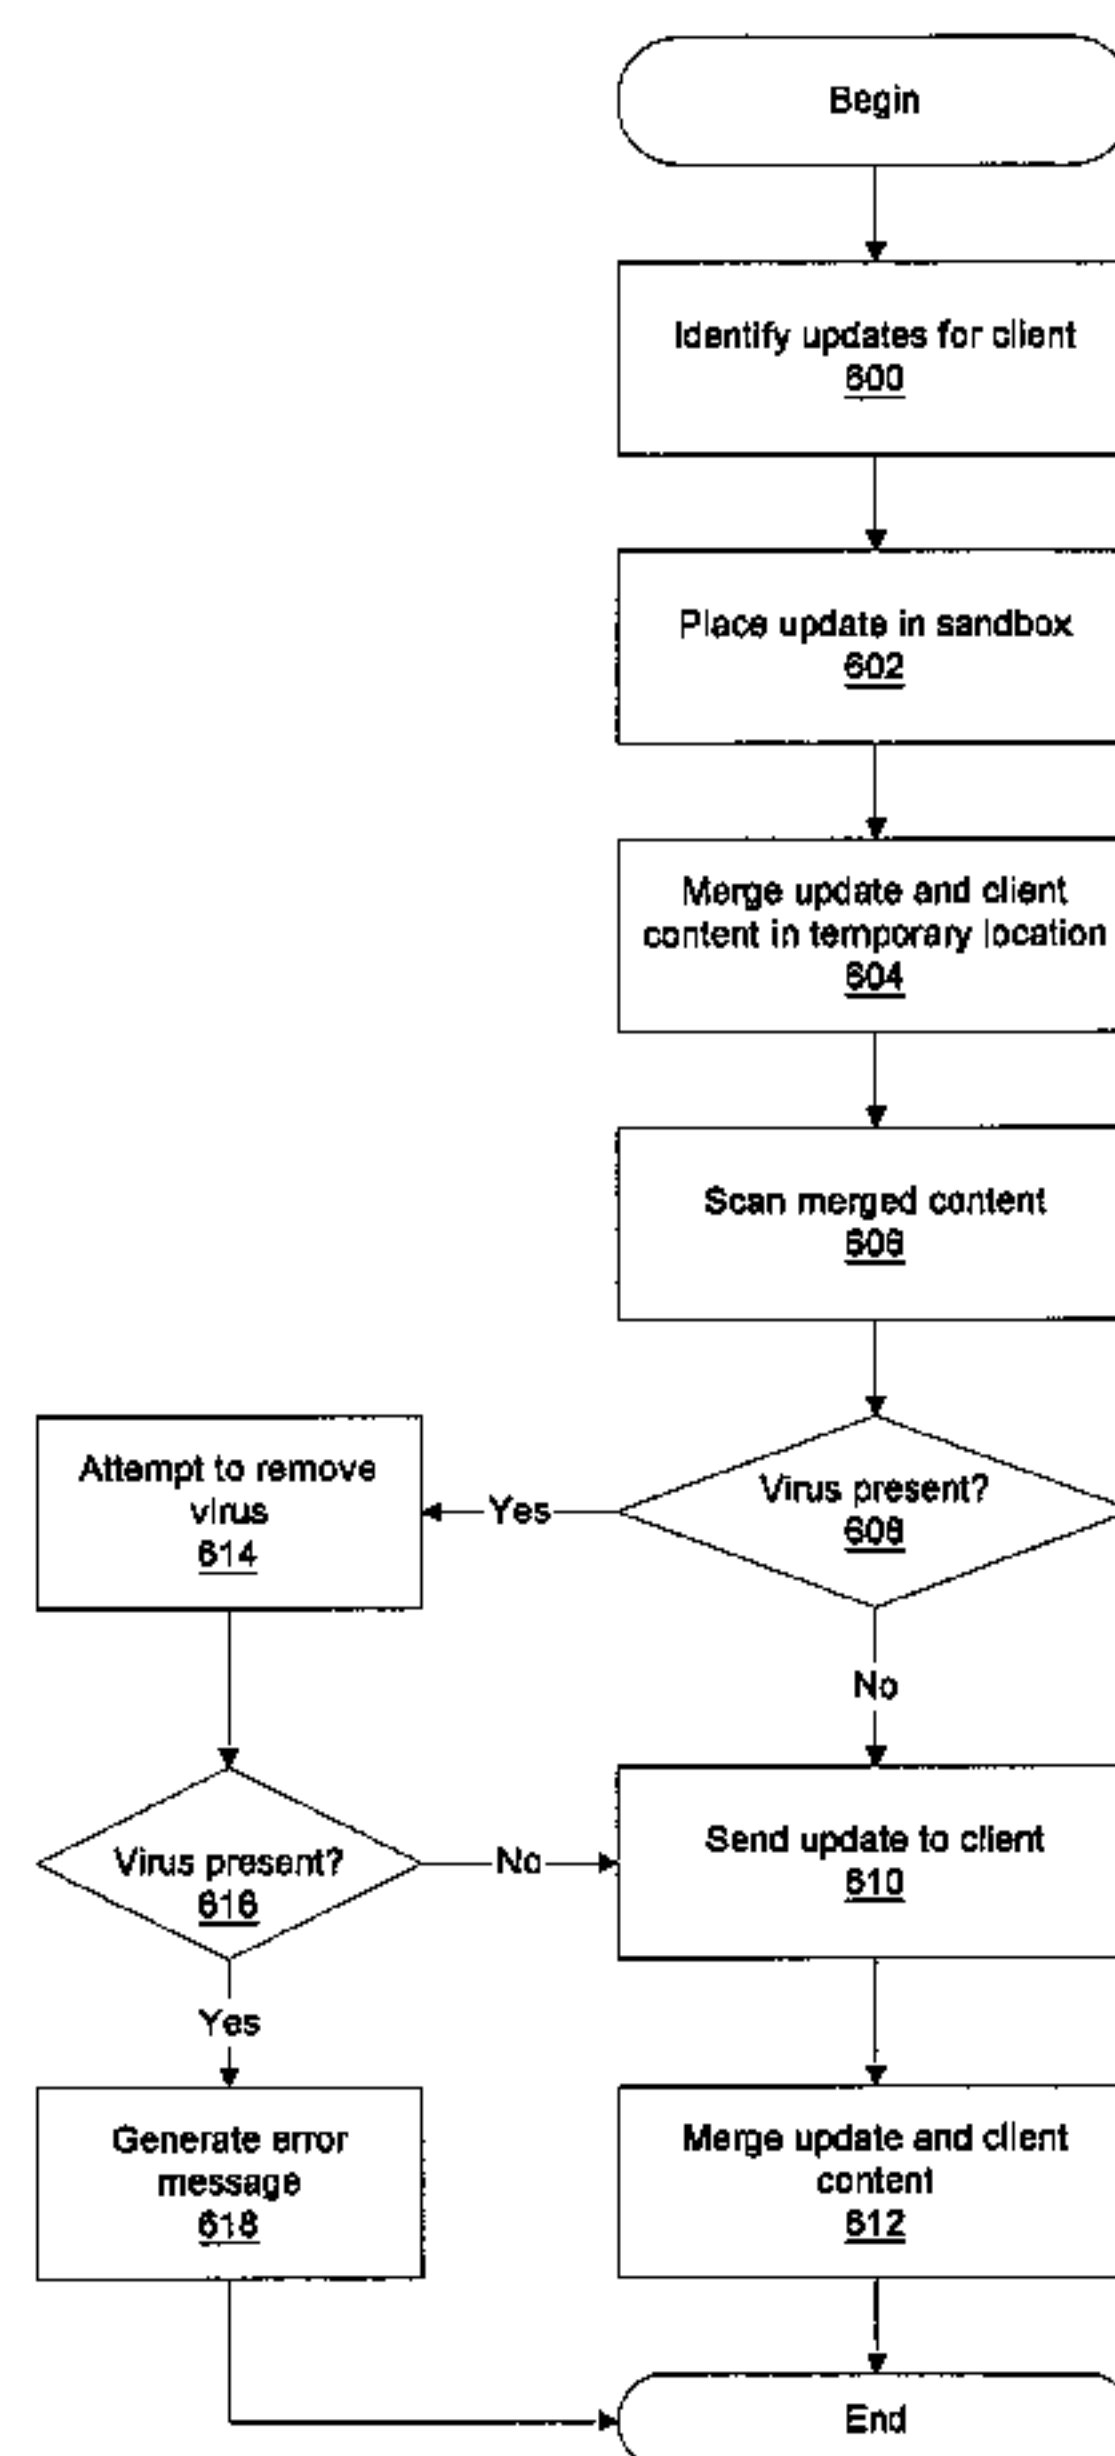 Begin
Identify updates for client
600
Place update in sandbox
602
Merge update and client
content in temporary location
604
Scan merged content
606
Virus present?
608
Yes
Attempt to remove
virus
614
No
Virus present?
616
No
Send update to client
610
Yes
Generate error
message
618
Merge update and client
content
612
End